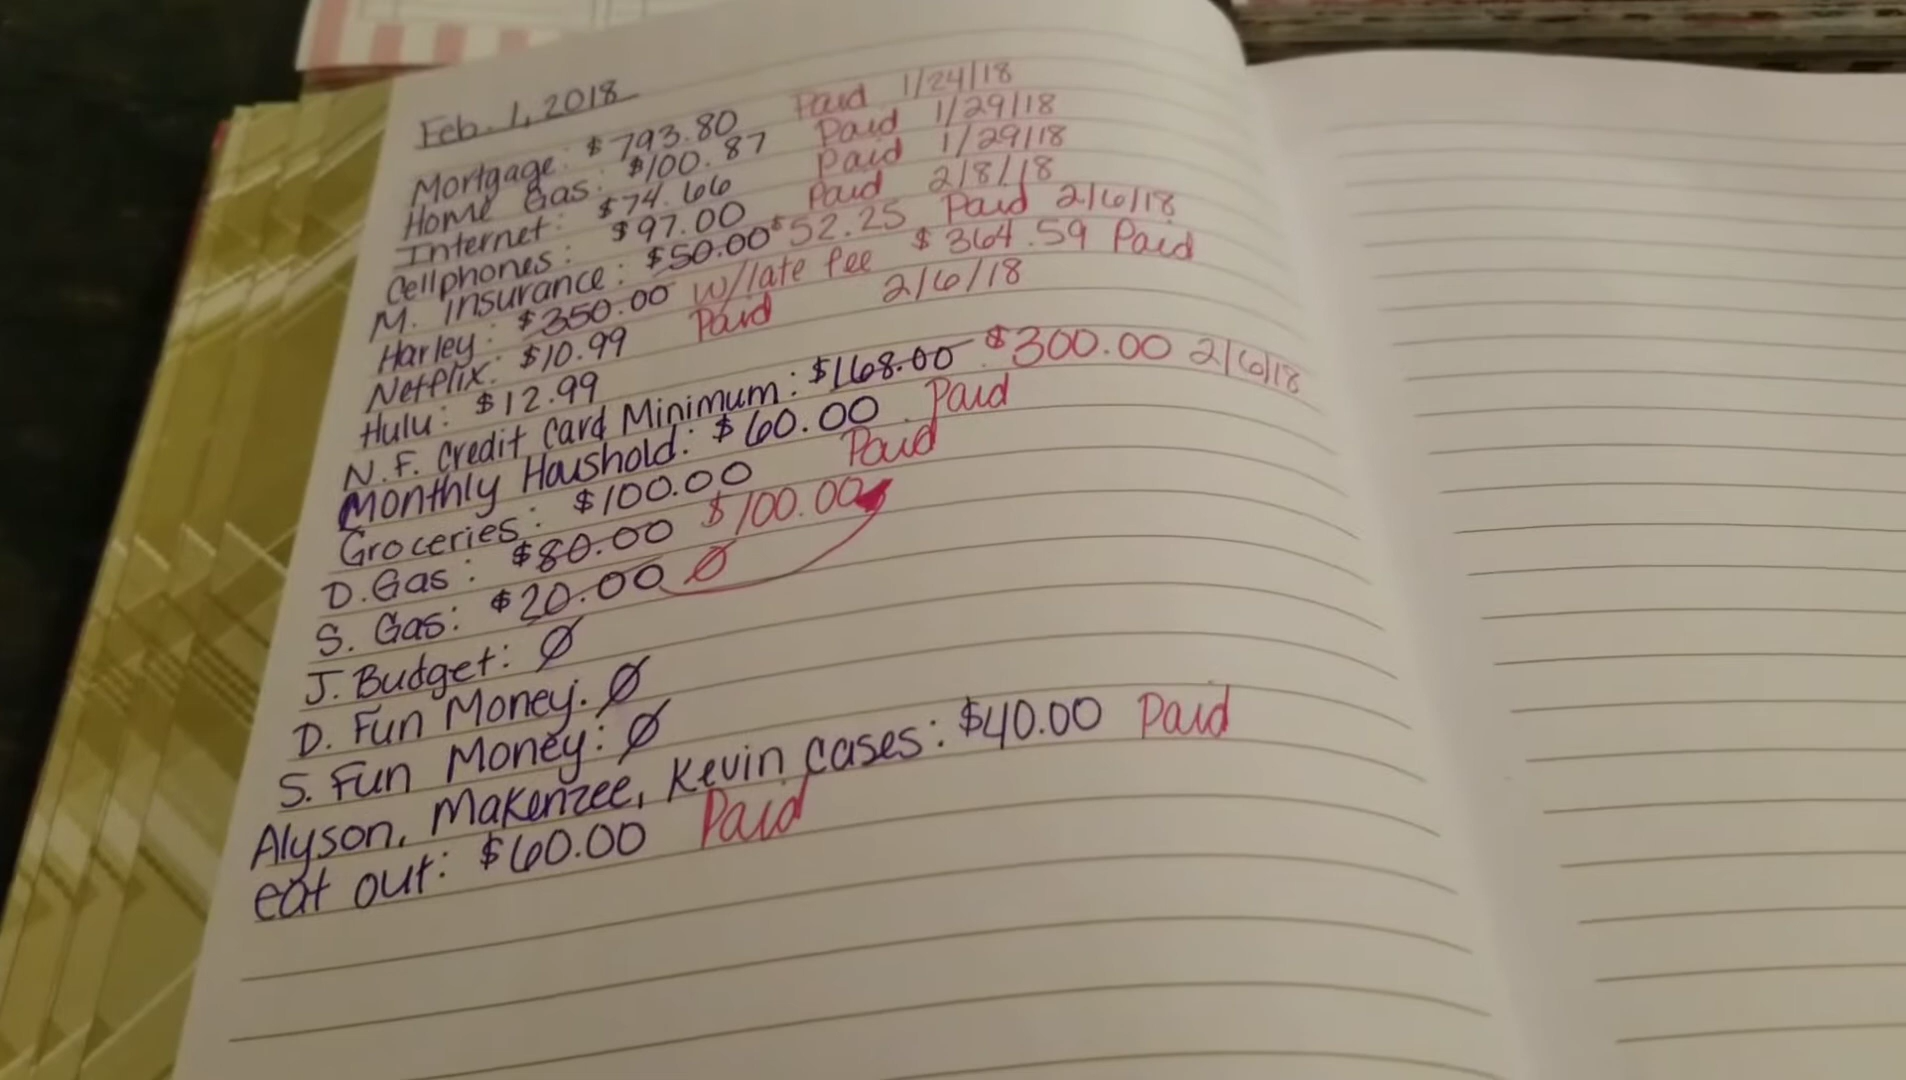 Feb. 1, 2018
Mortgage: $793.80 Paid 1/24/18
Home Gas: $100.87 Paid 1/29/18
Internet: $74.66 Paid 1/29/18
Cellphones: $97.00 Paid 2/8/18
M. Insurance: $50.00 $52.25 Paid 2/6/18
Harley: $350.00 w/late fee $364.59 Paid
Netflix: $10.99 Paid 2/6/18
Hulu: $12.99
N.F. Credit Card Minimum: $168.00 $300.00 2/6/18
Monthly Haushold: $60.00 Paid
Groceries: $100.00 Paid
D. Gas: $80.00 $100.00
S. Gas: $20.00 Ø
J. Budget: Ø
D. Fun Money: Ø
S. Fun Money: Ø
Alyson, Makenzee, Kevin cases: $40.00 Paid
eat out: $60.00 Paid